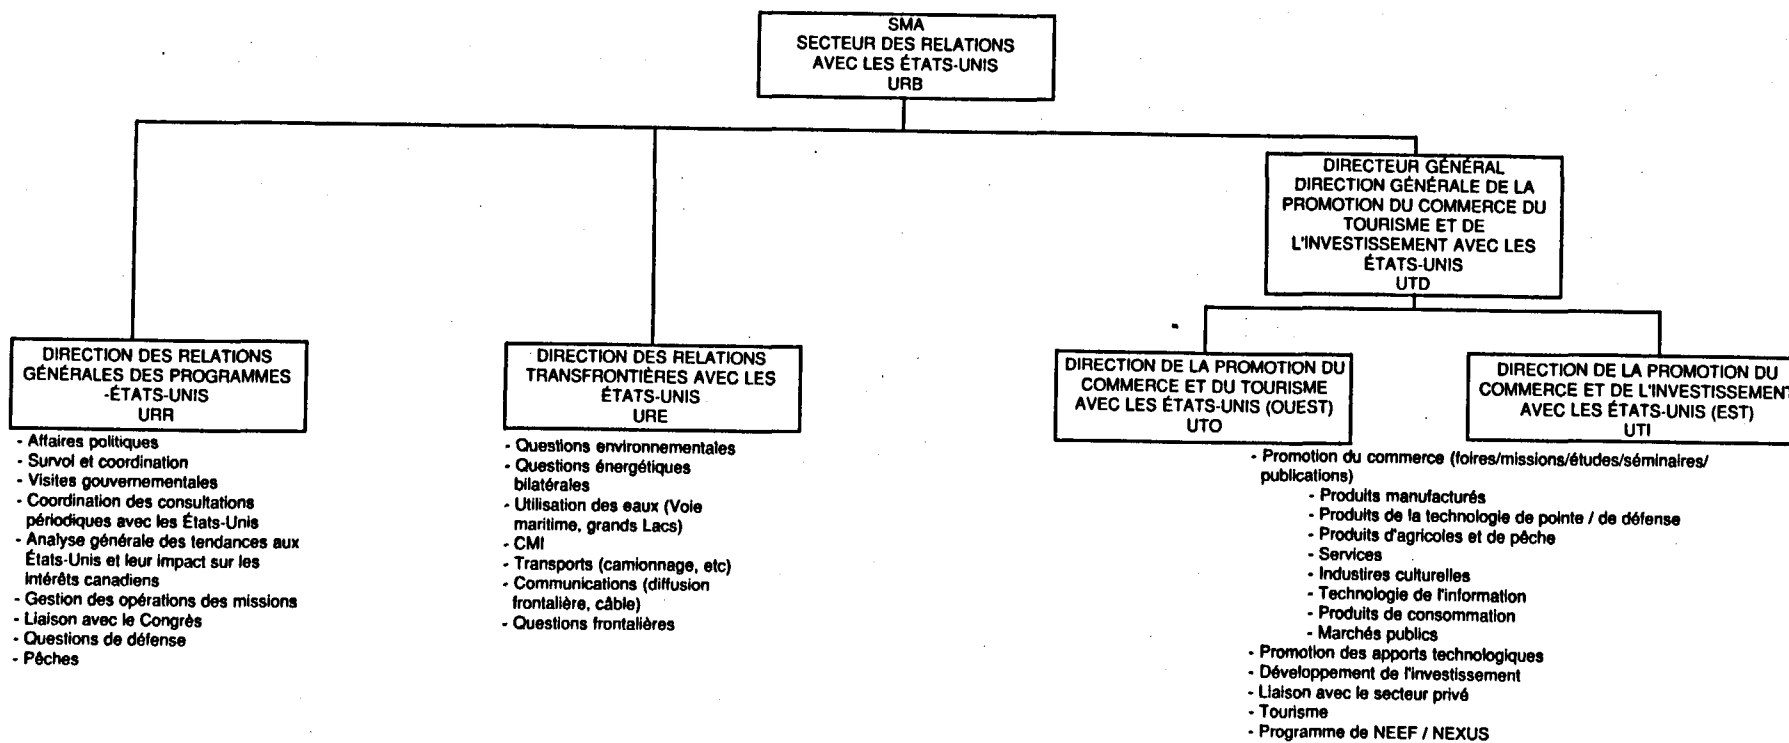 SMA
SECTEUR DES RELATIONS
AVEC LES ÉTATS-UNIS
URB
DIRECTEUR GÉNÉRAL
DIRECTION GÉNÉRALE DE LA
PROMOTION DU COMMERCE DU
TOURISME ET DE
L'INVESTISSEMENT AVEC LES
ÉTATS-UNIS
UTD
DIRECTION DES RELATIONS
GÉNÉRALES DES PROGRAMMES
-ÉTATS-UNIS
URR
- Affaires politiques
- Survol et coordination
- Visites gouvernementales
- Coordination des consultations
périodiques avec les États-Unis
- Analyse générale des tendances aux
États-Unis et leur impact sur les
intérêts canadiens
- Gestion des opérations des missions
- Liaison avec le Congrès
- Questions de défense
- Pêches
DIRECTION DES RELATIONS
TRANSFRONTIÈRES AVEC LES
ÉTATS-UNIS
URE
- Questions environnementales
- Questions énergétiques
bilatérales
- Utilisation des eaux (Voie
maritime, grands Lacs)
- CMI
- Transports (camionnage, etc)
- Communications (diffusion
frontalière, câble)
- Questions frontalières
DIRECTION DE LA PROMOTION DU
COMMERCE ET DU TOURISME
AVEC LES ÉTATS-UNIS (OUEST)
UTO
DIRECTION DE LA PROMOTION DU
COMMERCE ET DE L'INVESTISSEMENT
AVEC LES ÉTATS-UNIS (EST)
UTI
- Promotion du commerce (foires/missions/études/séminaires/
publications)
- Produits manufacturés
- Produits de la technologie de pointe / de défense
- Produits d'agricoles et de pêche
- Services
- Industires culturelles
- Technologie de l'information
- Produits de consommation
- Marchés publics
- Promotion des apports technologiques
- Développement de l'investissement
- Liaison avec le secteur privé
- Tourisme
- Programme de NEEF / NEXUS